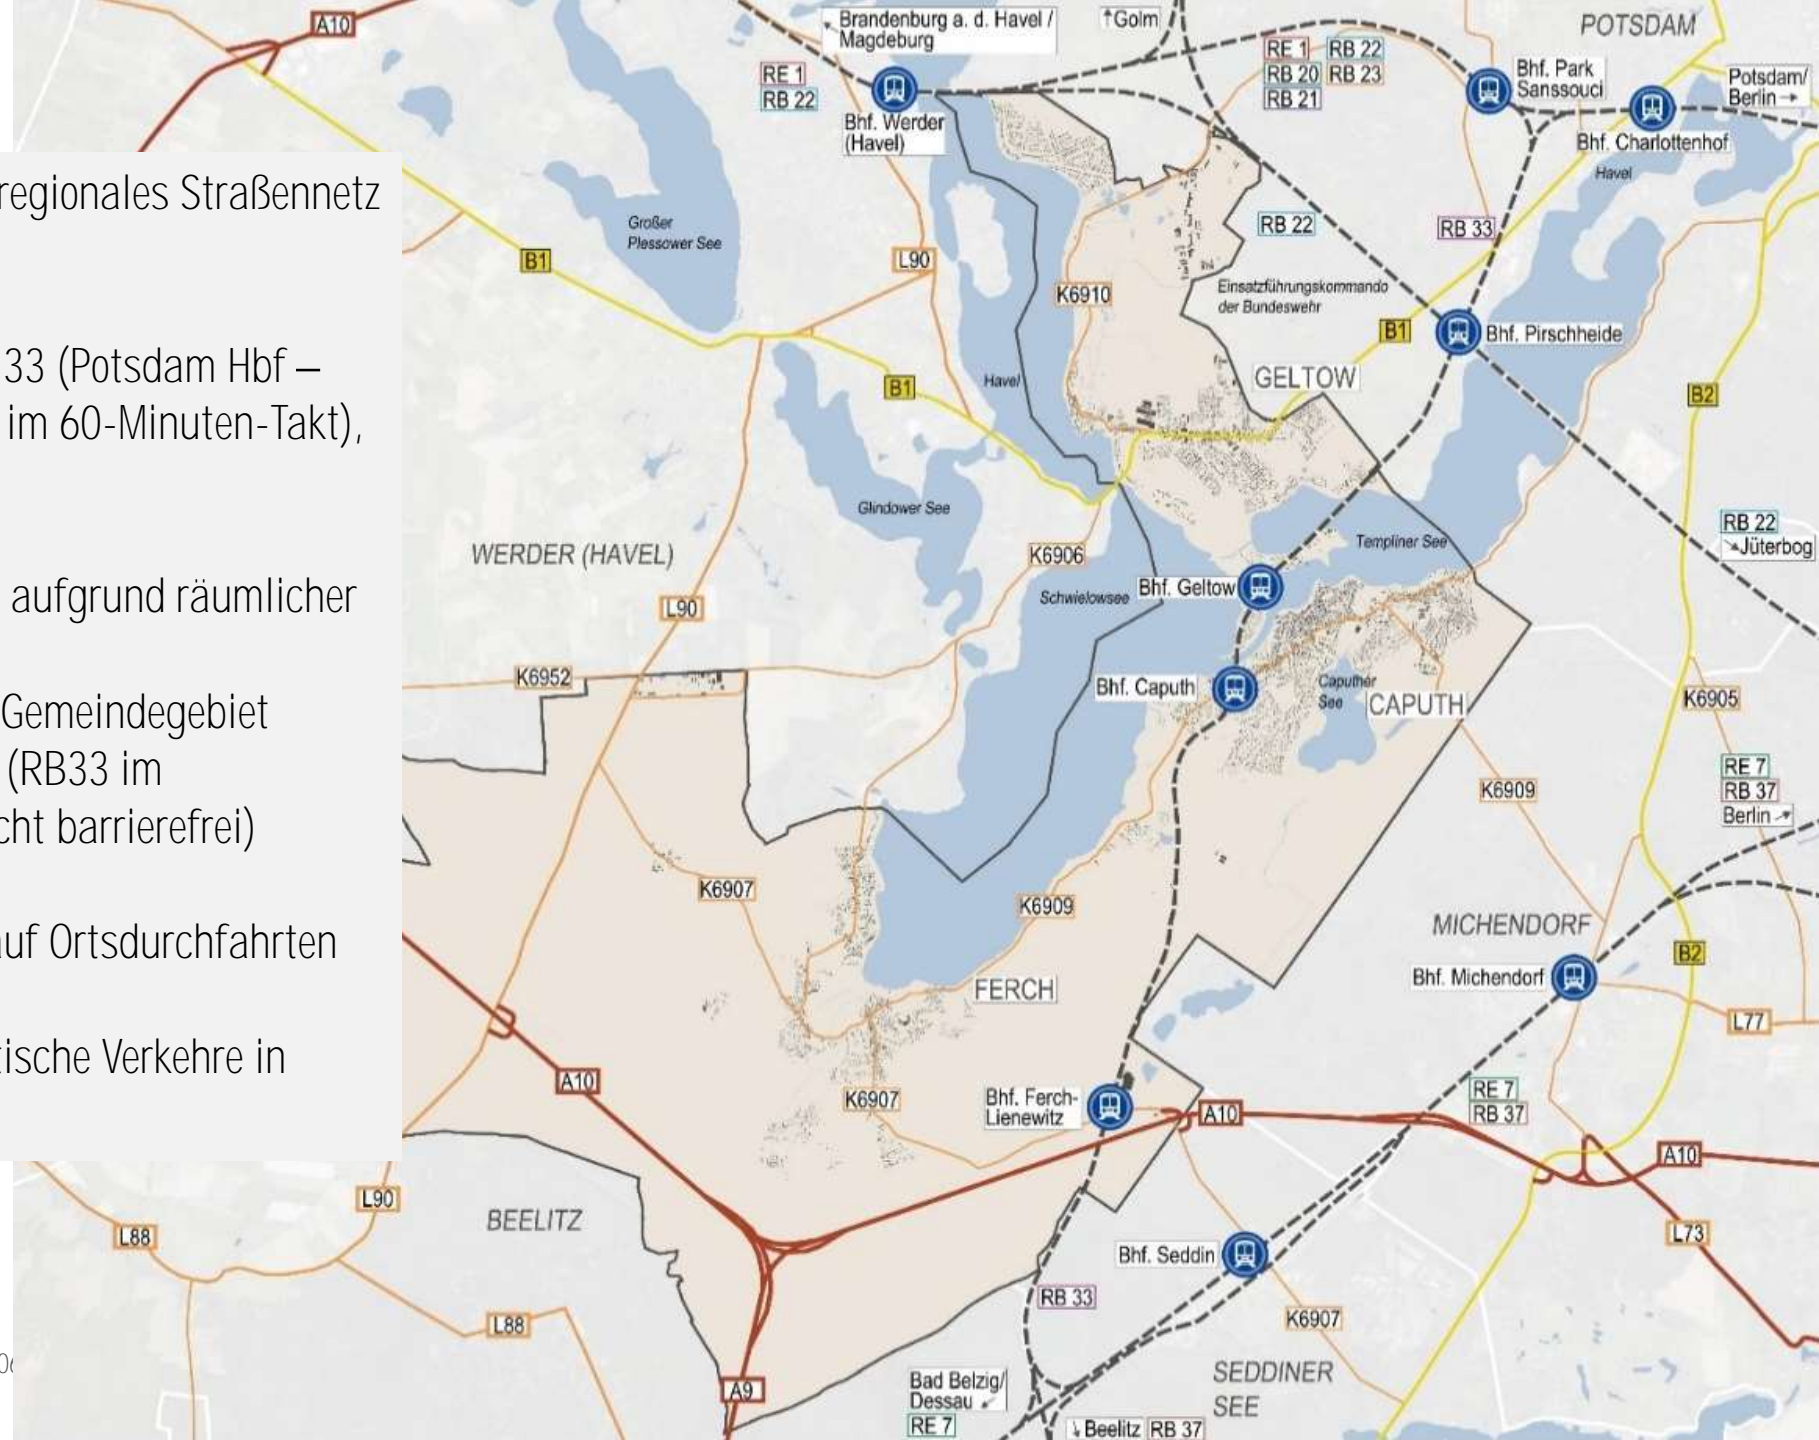 regionales Straßennetz
33 (Potsdam Hbf –
im 60-Minuten-Takt),
aufgrund räumlicher
Gemeindegebiet
(RB33 im
cht barrierefrei)
auf Ortsdurchfahrten
tische Verkehre in
A10
Brandenburg a. d. Havel /
Magdeburg
↑Golm
POTSDAM
RE 1
RB 22
Bhf. Werder
(Havel)
RE 1 RB 22
RB 20 RB 23
RB 21
Bhf. Park
Sanssouci
Potsdam/
Berlin →
Bhf. Charlottenhof
Havel
Großer
Plessower See
B1
L90
K6910
RB 22
RB 33
Einsatzführungskommando
der Bundeswehr
B1
Bhf. Pirschheide
GELTOW
B1
Havel
B2
Glindower See
WERDER (HAVEL)
K6906
Templiner See
RB 22
↘Jüterbog
Schwielowsee
Bhf. Geltow
L90
K6952
Bhf. Caputh
Caputher
See
CAPUTH
K6905
K6909
RE 7
RB 37
Berlin ↗
K6907
K6909
MICHENDORF
B2
Bhf. Michendorf
FERCH
L77
A10
K6907
Bhf. Ferch-
Lienewitz
A10
RE 7
RB 37
A10
L90
L88
BEELITZ
L73
Bhf. Seddin
RB 33
L88
K6907
A9
Bad Belzig/
Dessau ↙
RE 7
SEDDINER
SEE
↓Beelitz RB 37